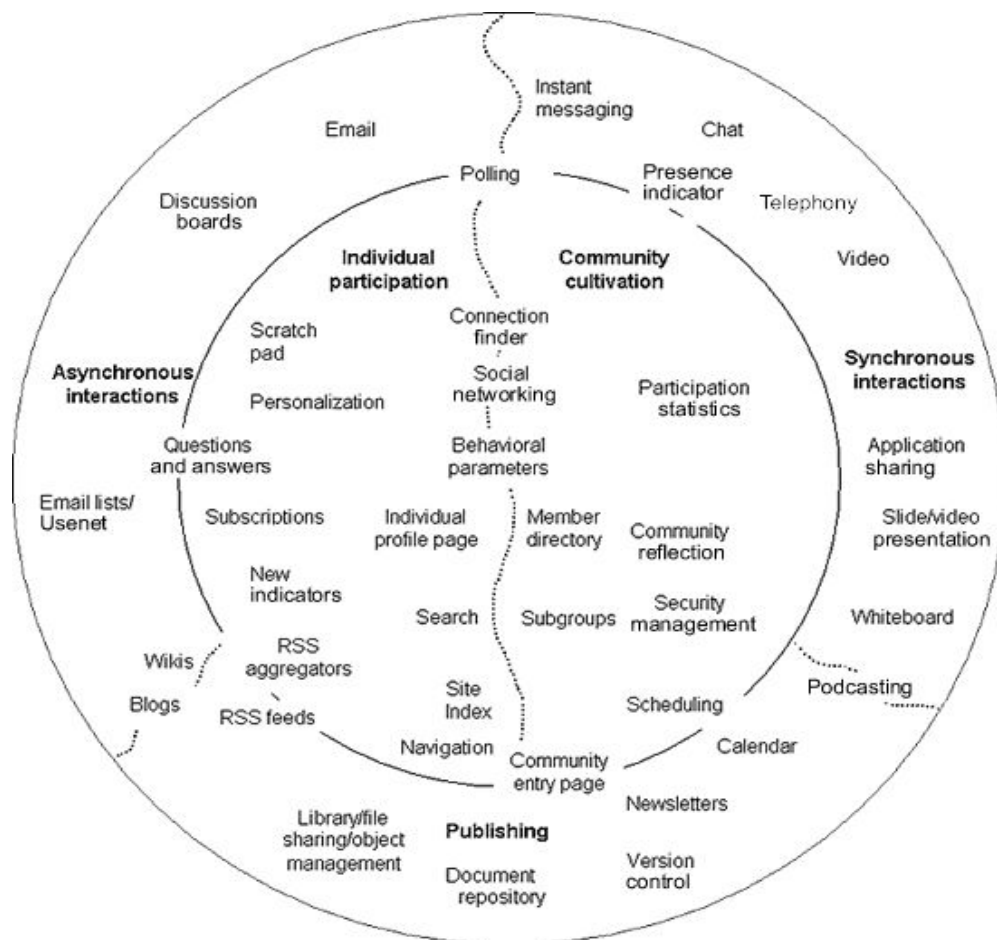 Instant
messaging
Email
Chat
Polling
Presence
indicator
Discussion
boards
Telephony
Video
Individual
participation
Community
cultivation
Connection
finder
Scratch
pad
Asynchronous
interactions
Synchronous
interactions
Social
networking
Personalization
Participation
statistics
Questions
and answers
Behavioral
parameters
Application
sharing
Email lists/
Usenet
Subscriptions
Individual
profile page
Member
directory
Community
reflection
Slide/video
presentation
New
indicators
Search
Subgroups
Security
management
Whiteboard
Wikis
RSS
aggregators
Blogs
RSS feeds
Site
Index
Scheduling
Podcasting
Navigation
Community
entry page
Calendar
Newsletters
Library/file
sharing/object
management
Publishing
Document
repository
Version
control